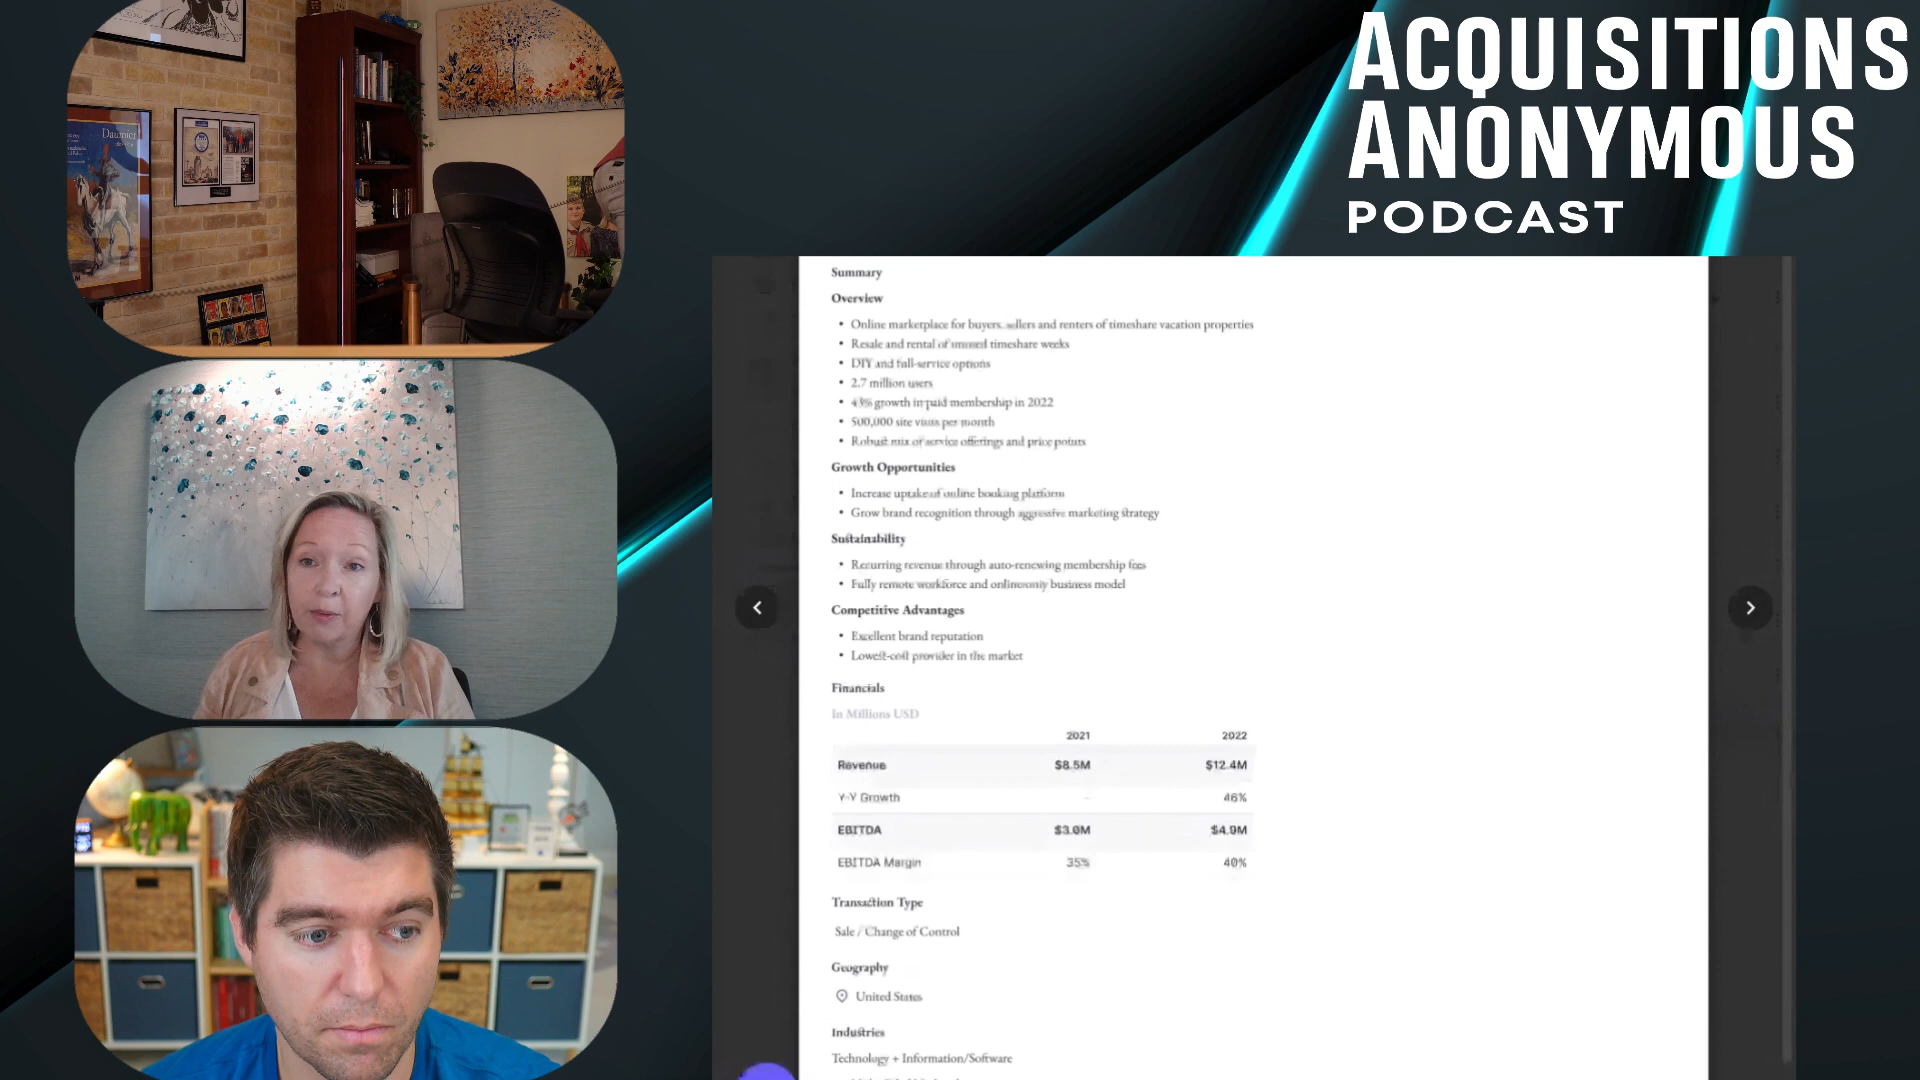 ACQUISITIONS
ANONYMOUS
PODCAST
Daumier
Summary
Overview
• Online marketplace for buyers, sellers and renters of timeshare vacation properties
• Resale and rental of unused timeshare weeks
• DIY and full-service options
• 2.7 million users
• 43% growth in paid membership in 2022
• 500,000 site visits per month
• Robust mix of service offerings and price points
Growth Opportunities
• Increase uptake of online booking platform
• Grow brand recognition through aggressive marketing strategy
Sustainability
• Recurring revenue through auto-renewing membership fees
• Fully remote workforce and online-only business model
Competitive Advantages
• Excellent brand reputation
• Lowest-cost provider in the market
Financials
In Millions USD
2021 2022
Revenue $8.5M $12.4M
Y-Y Growth - 46%
EBITDA $3.0M $4.9M
EBITDA Margin 35% 40%
Transaction Type
Sale / Change of Control
Geography
United States
Industries
Technology + Information/Software